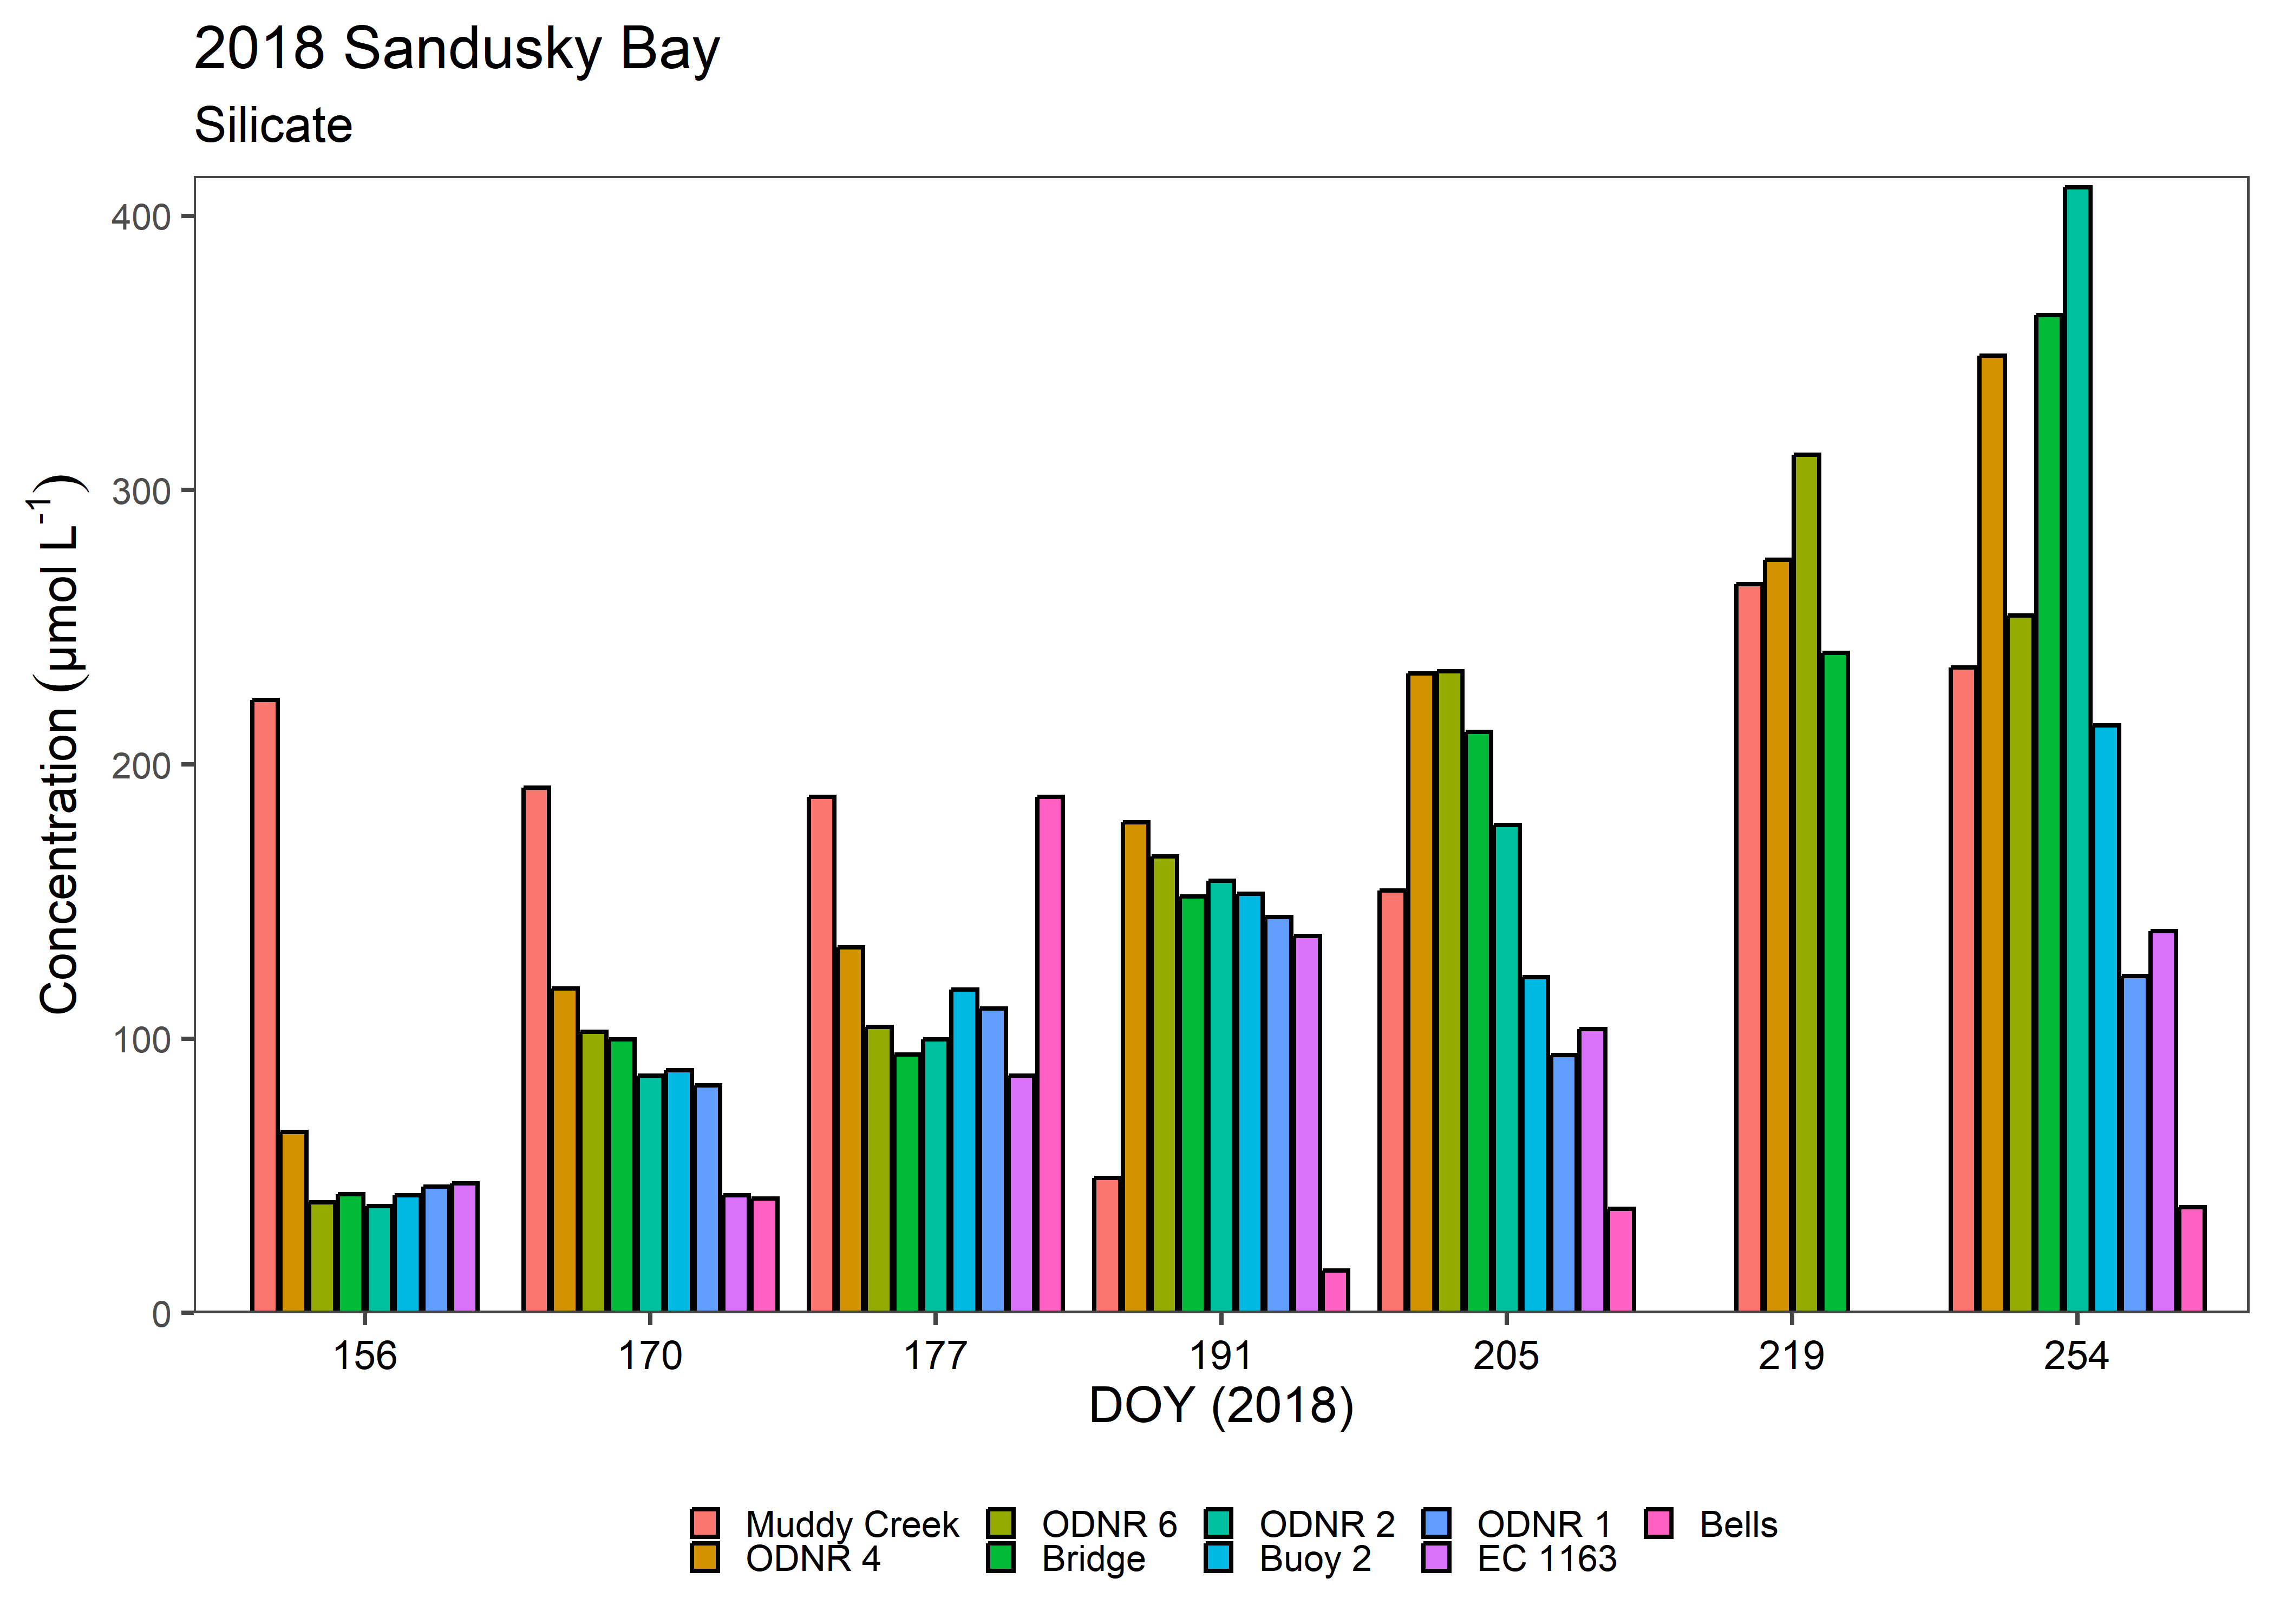 2018 Sandusky Bay
Silicate
Concentration (µmol L⁻¹)
400
300
200
100
0
156 170 177 191 205 219 254
DOY (2018)
Muddy Creek ODNR 6 ODNR 2 ODNR 1 Bells
ODNR 4 Bridge Buoy 2 EC 1163